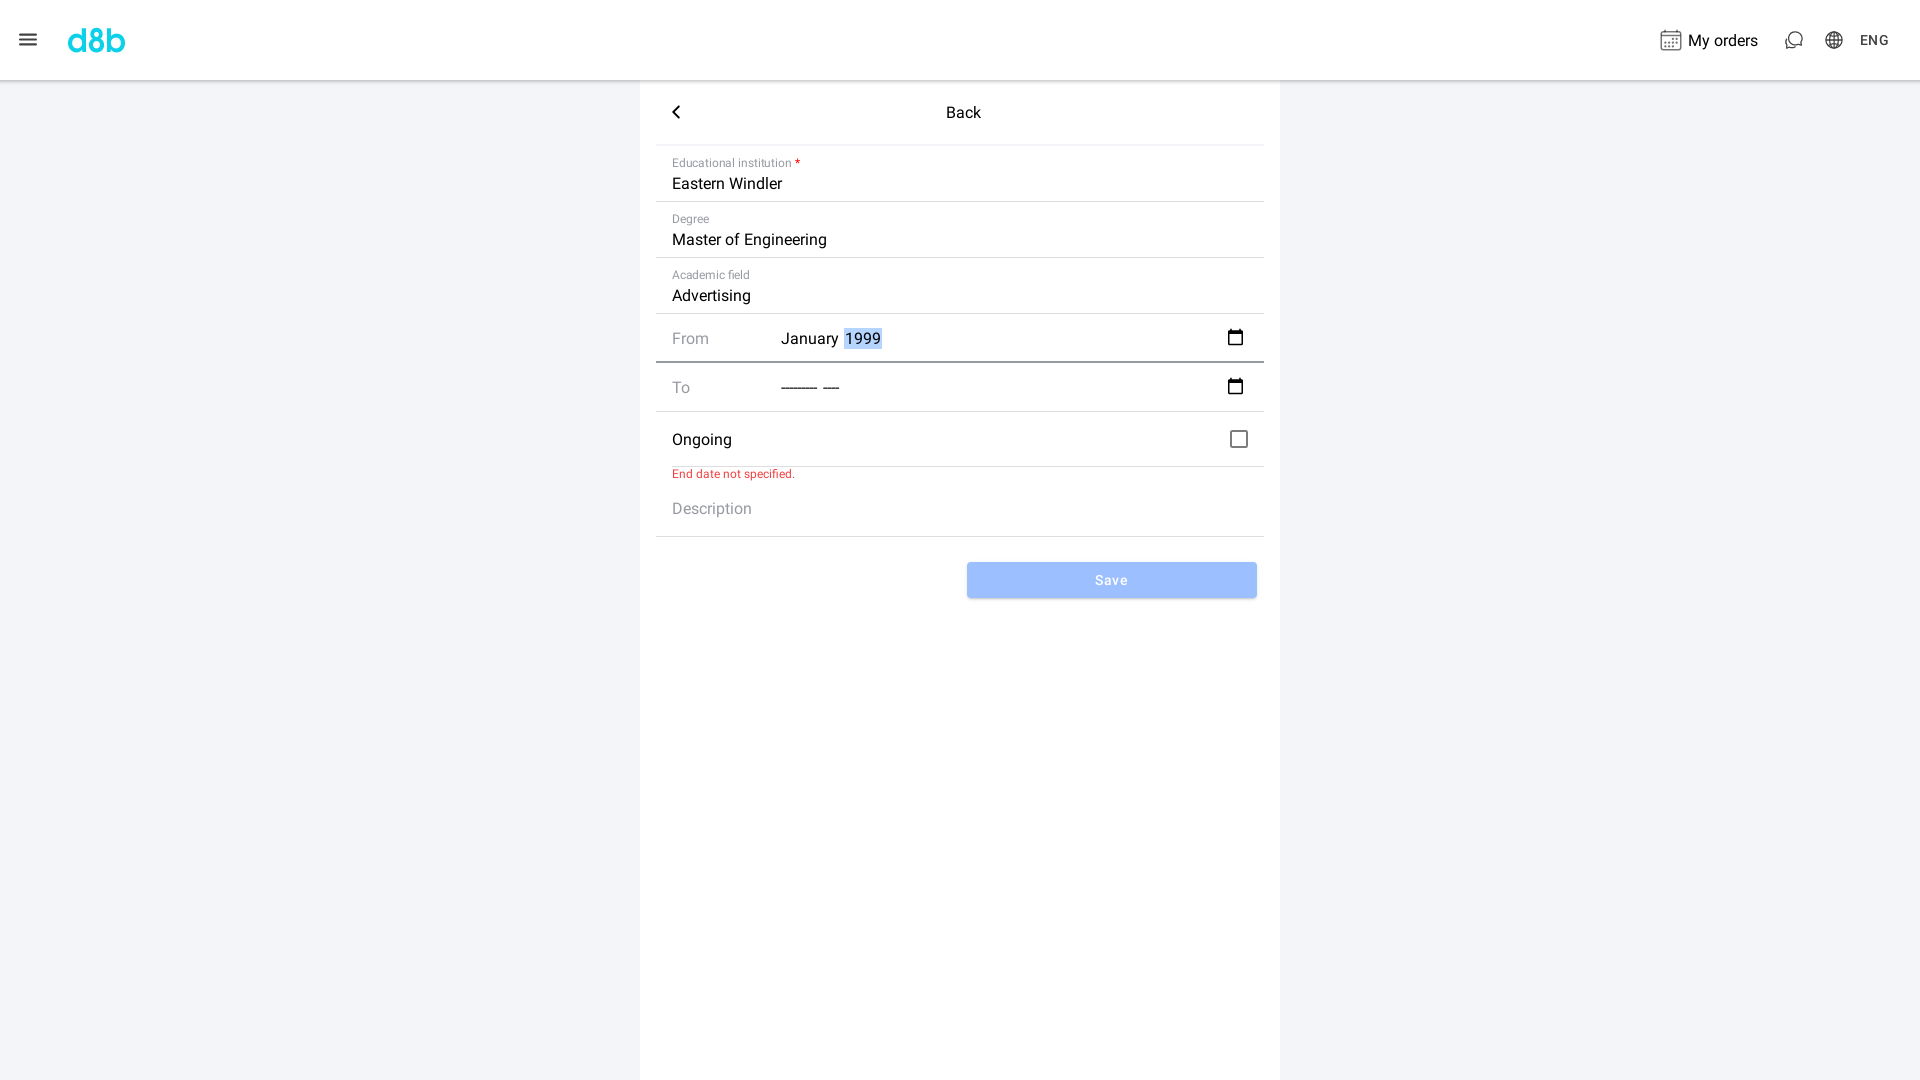 d8b
My orders
ENG
Back
Educational institution *
Eastern Windler
Degree
Master of Engineering
Academic field
Advertising
From January 1999
To --------- ----
Ongoing
End date not specified.
Description
Save